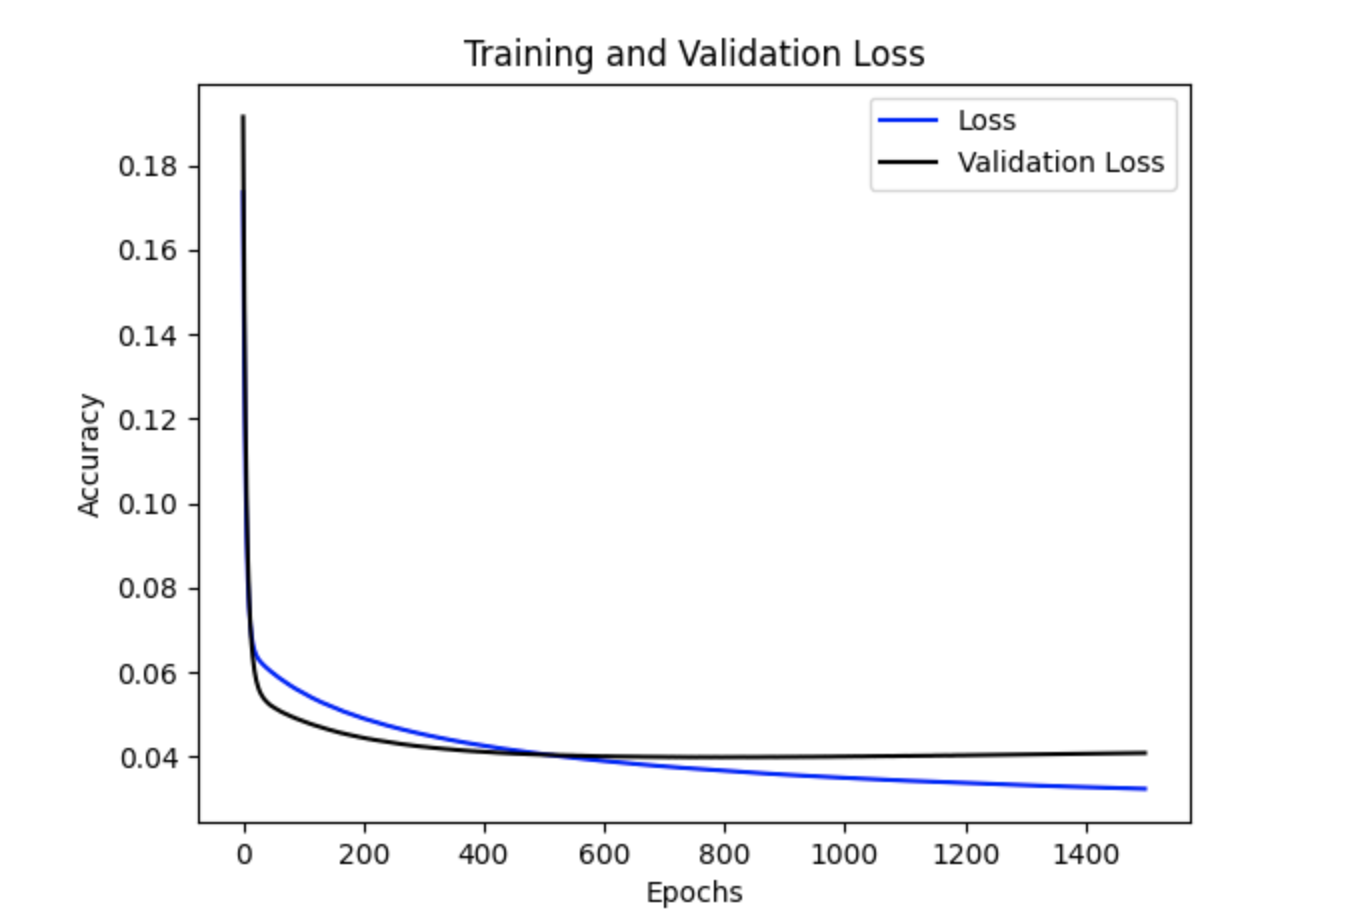 Training and Validation Loss
Loss
Validation Loss
Accuracy
0.18
0.16
0.14
0.12
0.10
0.08
0.06
0.04
0 200 400 600 800 1000 1200 1400
Epochs